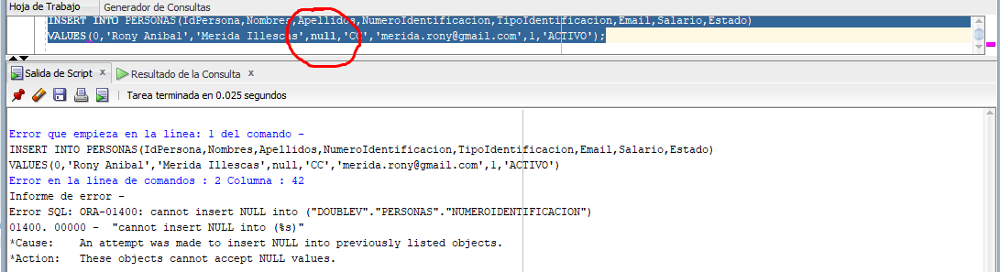 Hoja de Trabajo Generador de Consultas
INSERT INTO PERSONAS(IdPersona,Nombres,Apellidos,NumeroIdentificacion,TipoIdentificacion,Email,Salario,Estado)
VALUES(0,'Rony Anibal','Merida Illescas',null,'CC','merida.rony@gmail.com',1,'ACTIVO');
Salida de Script x Resultado de la Consulta x
Tarea terminada en 0.025 segundos
Error que empieza en la línea: 1 del comando -
INSERT INTO PERSONAS(IdPersona,Nombres,Apellidos,NumeroIdentificacion,TipoIdentificacion,Email,Salario,Estado)
VALUES(0,'Rony Anibal','Merida Illescas',null,'CC','merida.rony@gmail.com',1,'ACTIVO')
Error en la línea de comandos : 2 Columna : 42
Informe de error -
Error SQL: ORA-01400: cannot insert NULL into ("DOUBLEV"."PERSONAS"."NUMEROIDENTIFICACION")
01400. 00000 -  "cannot insert NULL into (%s)"
*Cause:    An attempt was made to insert NULL into previously listed objects.
*Action:   These objects cannot accept NULL values.